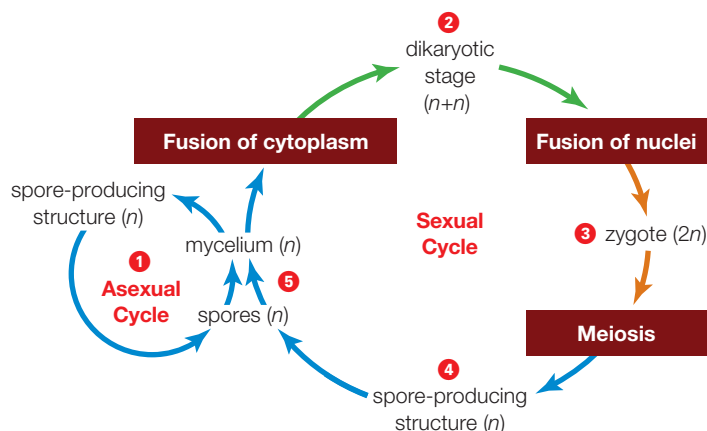 2
dikaryotic
stage
(n+n)
Fusion of cytoplasm
Fusion of nuclei
spore-producing
structure (n)
Sexual
Cycle
3 zygote (2n)
mycelium (n)
1
Asexual
Cycle
5
spores (n)
Meiosis
4
spore-producing
structure (n)